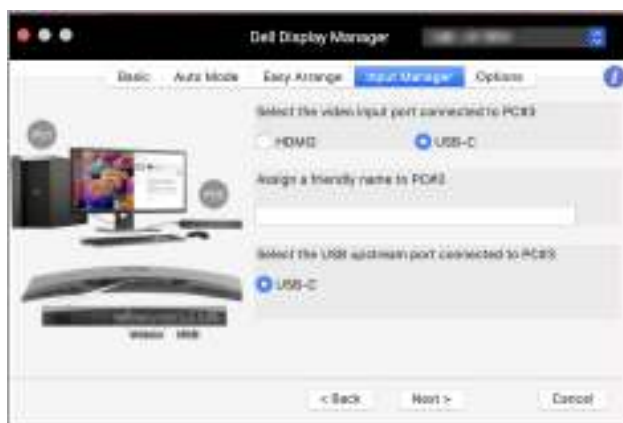 Dell Display Manager
Basic Auto Mode Easy Arrange Input Manager Options
Select the video input port connected to PC#3
USB-C
Assign a friendly name to PC#3
Select the USB upstream port connected to PC#3
USB-C
Video USB
< Back Next > Cancel